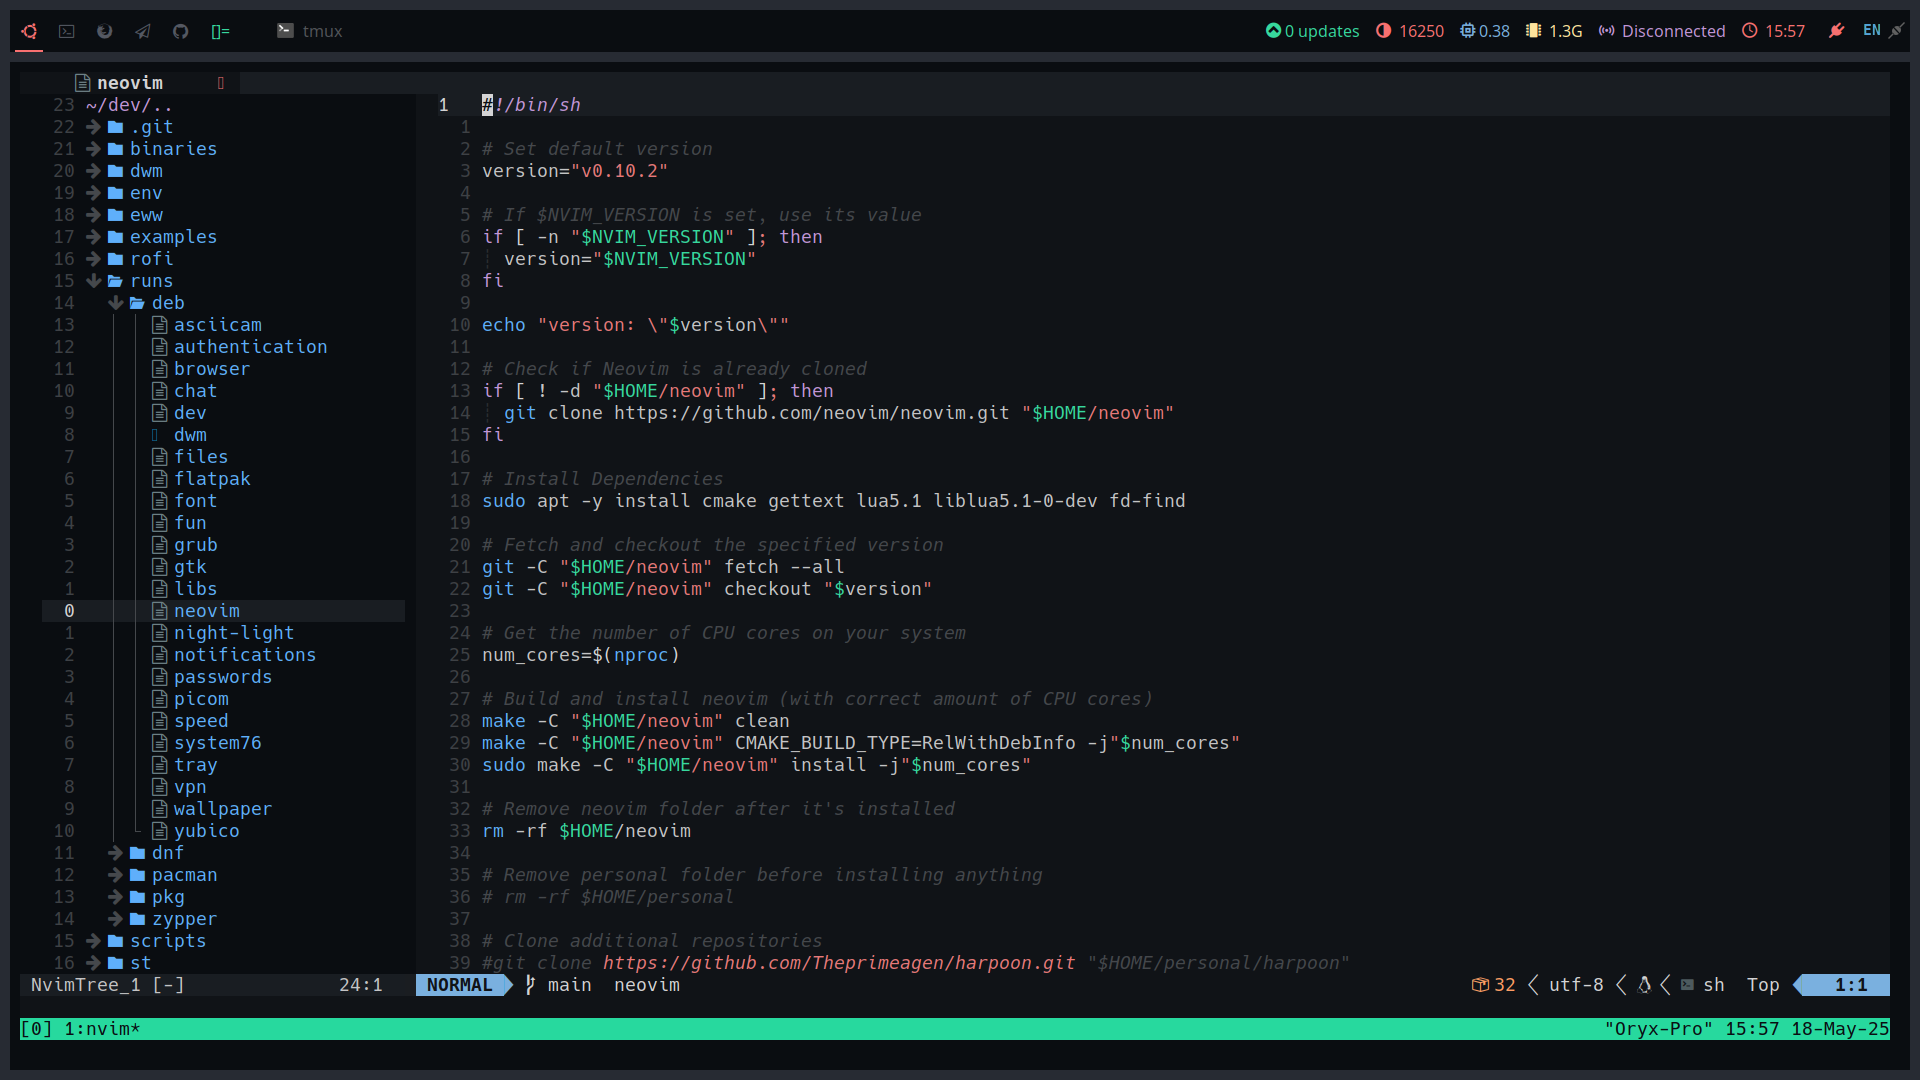 []= tmux 0 updates 16250 0.38 1.3G Disconnected 15:57 EN
neovim
23 ~/dev/..
22 .git
21 binaries
20 dwm
19 env
18 eww
17 examples
16 rofi
15 runs
14 deb
13 asciicam
12 authentication
11 browser
10 chat
9 dev
8 dwm
7 files
6 flatpak
5 font
4 fun
3 grub
2 gtk
1 libs
0 neovim
1 night-light
2 notifications
3 passwords
4 picom
5 speed
6 system76
7 tray
8 vpn
9 wallpaper
10 yubico
11 dnf
12 pacman
13 pkg
14 zypper
15 scripts
16 st
NvimTree_1 [-] 24:1
1 #!/bin/sh
1
2 # Set default version
3 version="v0.10.2"
4
5 # If $NVIM_VERSION is set, use its value
6 if [ -n "$NVIM_VERSION" ]; then
7 version="$NVIM_VERSION"
8 fi
9
10 echo "version: \"$version\""
11
12 # Check if Neovim is already cloned
13 if [ ! -d "$HOME/neovim" ]; then
14 git clone https://github.com/neovim/neovim.git "$HOME/neovim"
15 fi
16
17 # Install Dependencies
18 sudo apt -y install cmake gettext lua5.1 liblua5.1-0-dev fd-find
19
20 # Fetch and checkout the specified version
21 git -C "$HOME/neovim" fetch --all
22 git -C "$HOME/neovim" checkout "$version"
23
24 # Get the number of CPU cores on your system
25 num_cores=$(nproc)
26
27 # Build and install neovim (with correct amount of CPU cores)
28 make -C "$HOME/neovim" clean
29 make -C "$HOME/neovim" CMAKE_BUILD_TYPE=RelWithDebInfo -j"$num_cores"
30 sudo make -C "$HOME/neovim" install -j"$num_cores"
31
32 # Remove neovim folder after it's installed
33 rm -rf $HOME/neovim
34
35 # Remove personal folder before installing anything
36 # rm -rf $HOME/personal
37
38 # Clone additional repositories
39 #git clone https://github.com/Theprimeagen/harpoon.git "$HOME/personal/harpoon"
NORMAL main neovim 32 utf-8 sh Top 1:1
[0] 1:nvim* "Oryx-Pro" 15:57 18-May-25